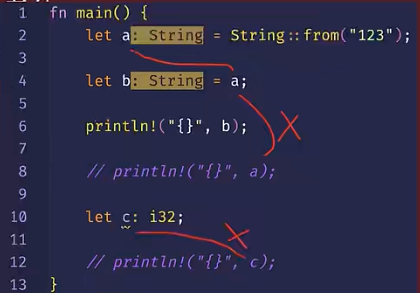 1 fn main() {
2 let a: String = String::from("123");
3
4 let b: String = a;
5
6 println!("{}", b);
7
8 // println!("{}", a);
9
10 let c: i32;
11
12 // println!("{}", c);
13 }